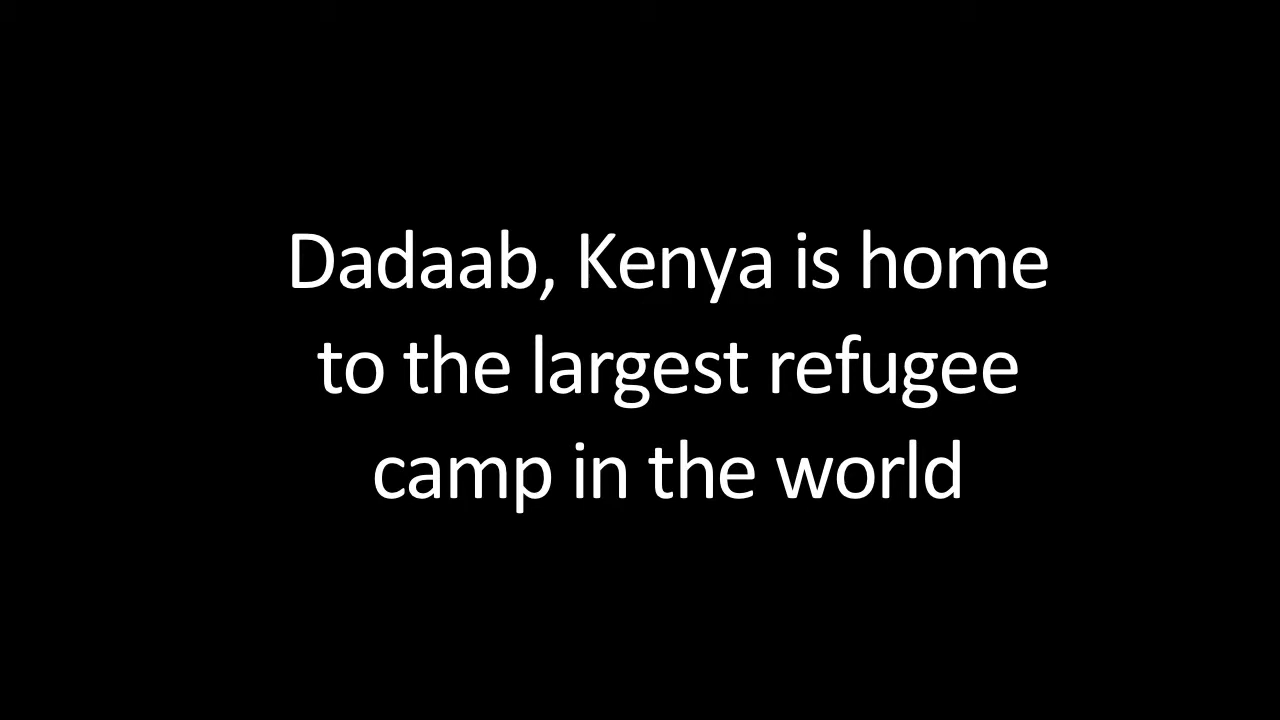 Dadaab, Kenya is home
to the largest refugee
camp in the world